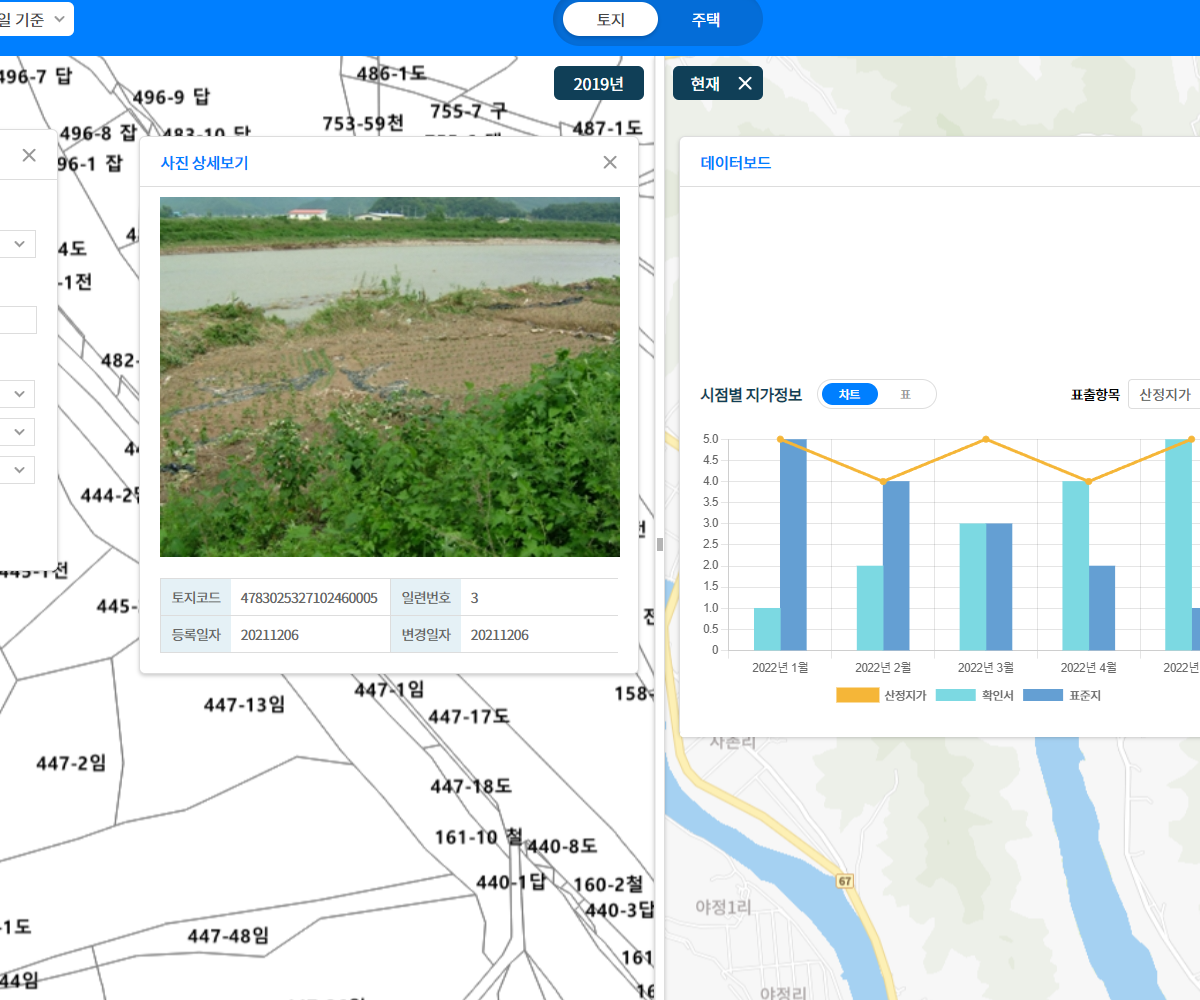 일 기준
토지
주택
2019년
현재
496-7 답
496-9 답
486-1도
755-7 구
753-59천
487-1도
496-8 잡
483-10 답
96-1 잡
사진 상세보기
데이터보드
4도
-1전
482-
444-2
445-1전
445-
시점별 지가정보
차트
표
표출항목
산정지가
5.0
4.5
4.0
3.5
3.0
2.5
2.0
1.5
1.0
0.5
0
2022년 1월
2022년 2월
2022년 3월
2022년 4월
2022년
산정지가
확인서
표준지
토지코드
4783025327102460005
일련번호
3
등록일자
20211206
변경일자
20211206
447-1임
158-
447-13임
447-17도
사촌리
447-2임
447-18도
161-10 철
440-8도
67
440-1답
160-2철
440-3답
야정1리
-1도
447-48임
161
44임
야정리
16